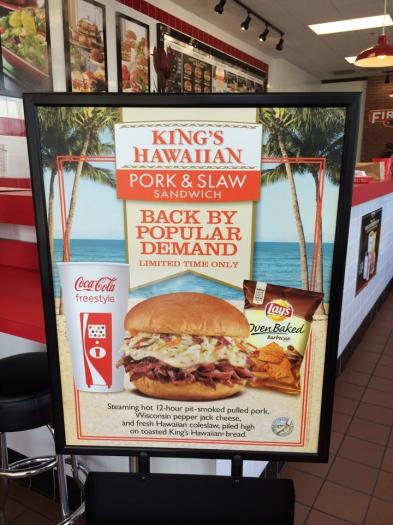 KING'S
HAWAIIAN
PORK & SLAW
SANDWICH
BACK BY
POPULAR
DEMAND
LIMITED TIME ONLY
Coca-Cola
freestyle
Lay's
Oven Baked
barbecue
Steaming hot 12-hour pit-smoked pulled pork,
Wisconsin pepper jack cheese,
and fresh Hawaiian coleslaw, piled high
on toasted King's Hawaiian® bread.
FIR